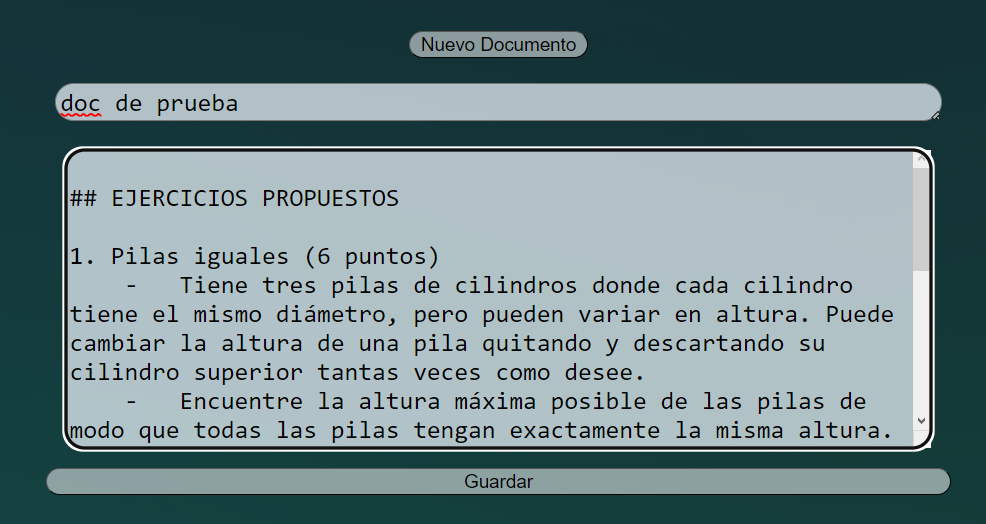 Nuevo Documento
doc de prueba
## EJERCICIOS PROPUESTOS
1. Pilas iguales (6 puntos)
-   Tiene tres pilas de cilindros donde cada cilindro
tiene el mismo diámetro, pero pueden variar en altura. Puede
cambiar la altura de una pila quitando y descartando su
cilindro superior tantas veces como desee.
-   Encuentre la altura máxima posible de las pilas de
modo que todas las pilas tengan exactamente la misma altura.
Guardar